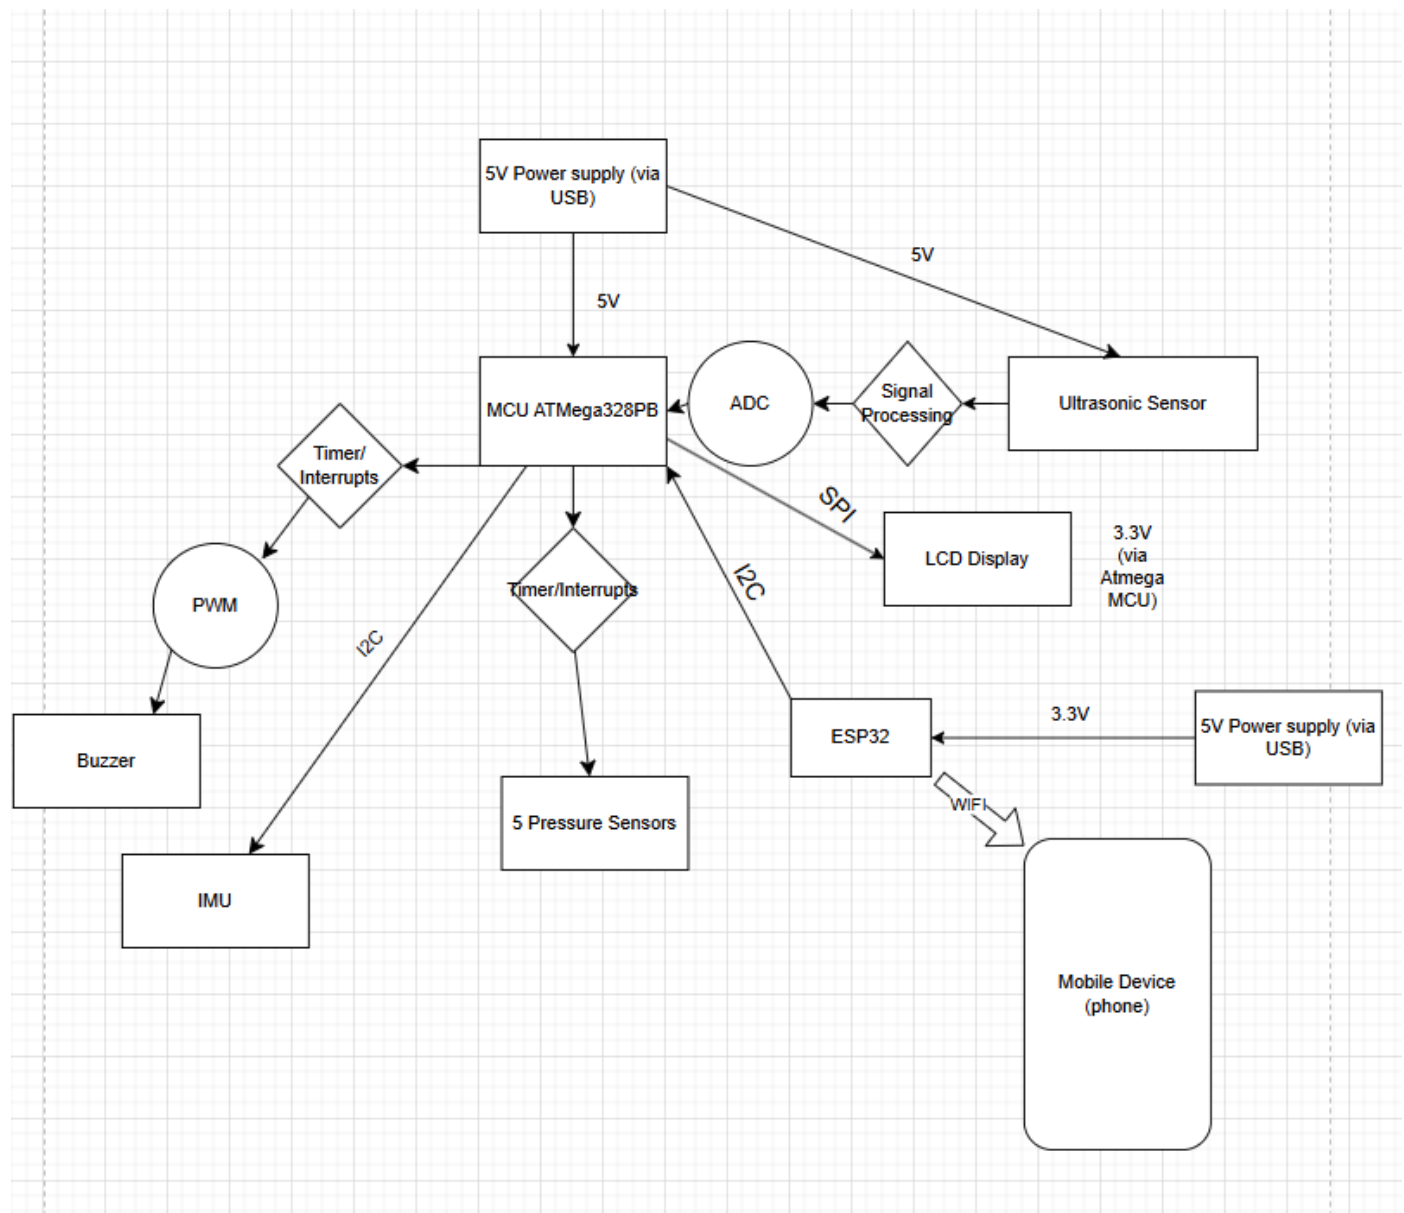 5V Power supply (via
USB)
5V
5V
MCU ATMega328PB
ADC
Signal
Processing
Ultrasonic Sensor
Timer/
Interrupts
SPI
LCD Display
3.3V
(via
Atmega
MCU)
I2C
Timer/Interrupts
PWM
I2C
Buzzer
IMU
5 Pressure Sensors
ESP32
3.3V
5V Power supply (via
USB)
WIFI
Mobile Device
(phone)